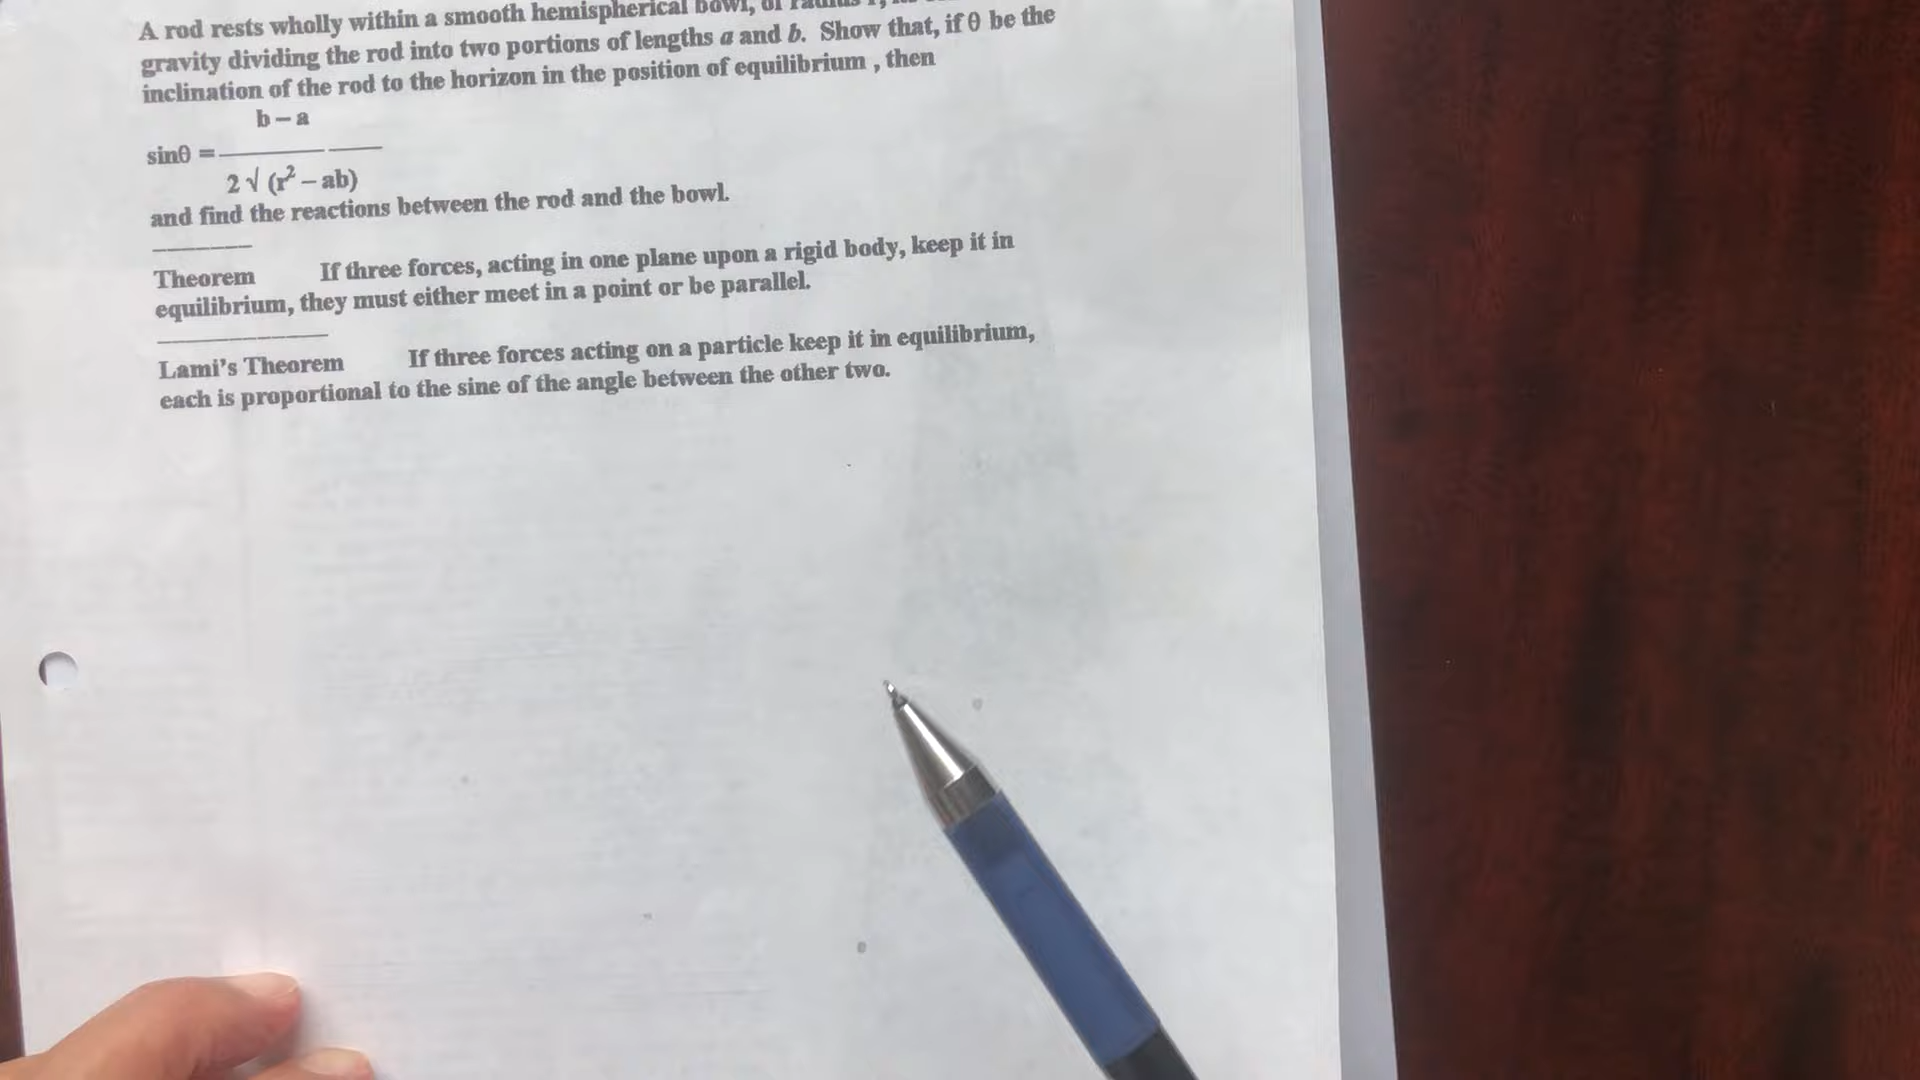 A rod rests wholly within a smooth hemispherical bowl, of radius r,
gravity dividing the rod into two portions of lengths a and b. Show that, if θ be the
inclination of the rod to the horizon in the position of equilibrium , then
b – a
sinθ =
2 √ (r² – ab)
and find the reactions between the rod and the bowl.
Theorem If three forces, acting in one plane upon a rigid body, keep it in
equilibrium, they must either meet in a point or be parallel.
Lami's Theorem If three forces acting on a particle keep it in equilibrium,
each is proportional to the sine of the angle between the other two.